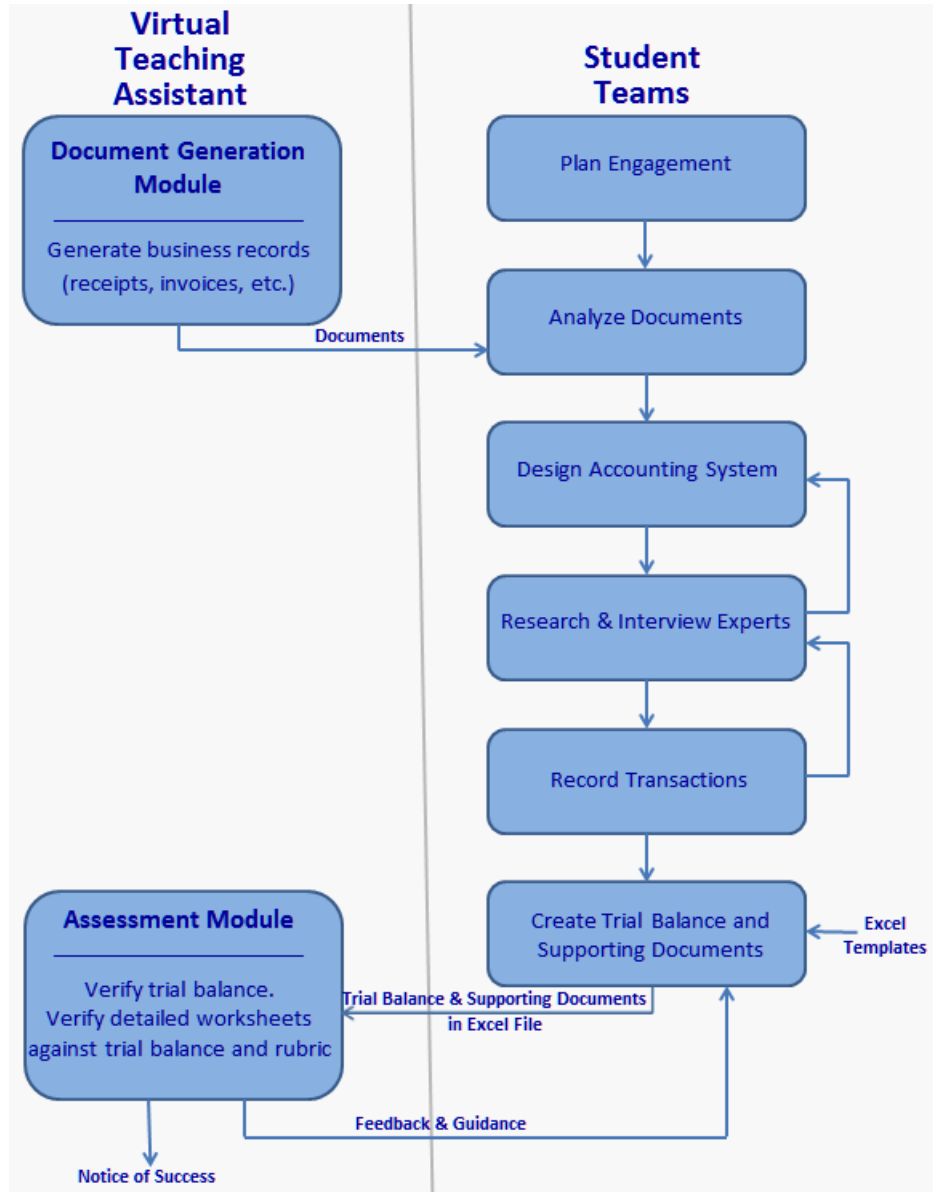 Virtual
Teaching
Assistant
Document Generation
Module
Generate business records
(receipts, invoices, etc.)
Documents
Student
Teams
Plan Engagement
Analyze Documents
Design Accounting System
Research & Interview Experts
Record Transactions
Create Trial Balance and
Supporting Documents
Excel
Templates
Trial Balance & Supporting Documents
in Excel File
Assessment Module
Verify trial balance.
Verify detailed worksheets
against trial balance and rubric
Feedback & Guidance
Notice of Success